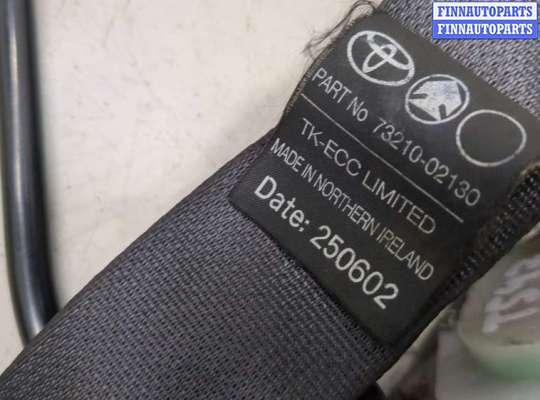 FINNAUTOPARTS
FINNAUTOPARTS
PART No 73210-02130
TK-ECC LIMITED
MADE IN NORTHERN IRELAND
Date: 250602